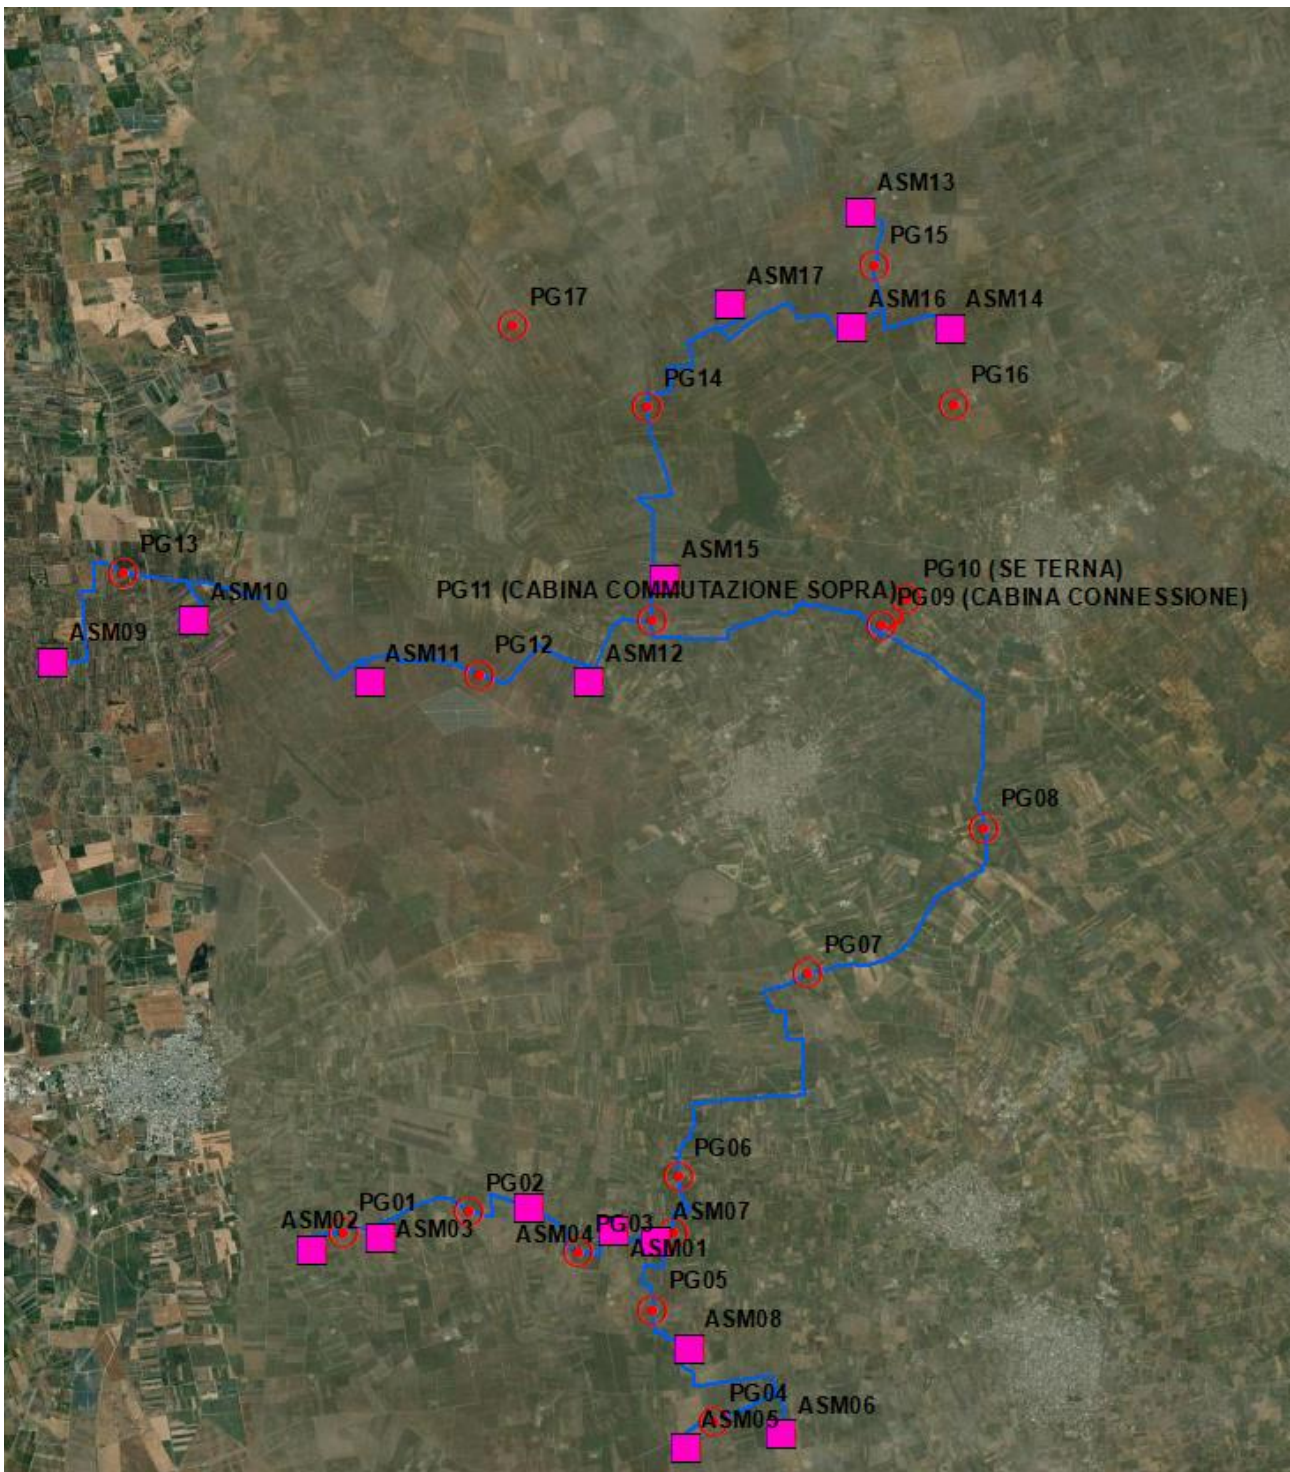 ASM13
PG15
ASM17
PG17
ASM16
ASM14
PG14
PG16
PG13
ASM15
PG10 (SE TERNA)
PG11 (CABINA COMMUTAZIONE SOPRA)
PG09 (CABINA CONNESSIONE)
ASM10
ASM09
ASM11
PG12
ASM12
PG08
PG07
PG06
PG02
PG01
ASM02
ASM03
ASM04
PG03
ASM07
ASM01
PG05
ASM08
PG04
ASM05
ASM06